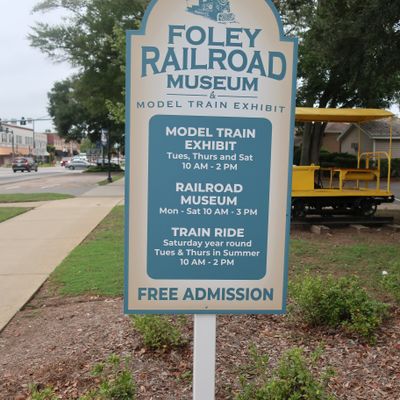 FOLEY
RAILROAD
MUSEUM
&
MODEL TRAIN EXHIBIT
MODEL TRAIN
EXHIBIT
Tues, Thurs and Sat
10 AM - 2 PM
RAILROAD
MUSEUM
Mon - Sat 10 AM - 3 PM
TRAIN RIDE
Saturday year round
Tues & Thurs in Summer
10 AM - 2 PM
FREE ADMISSION